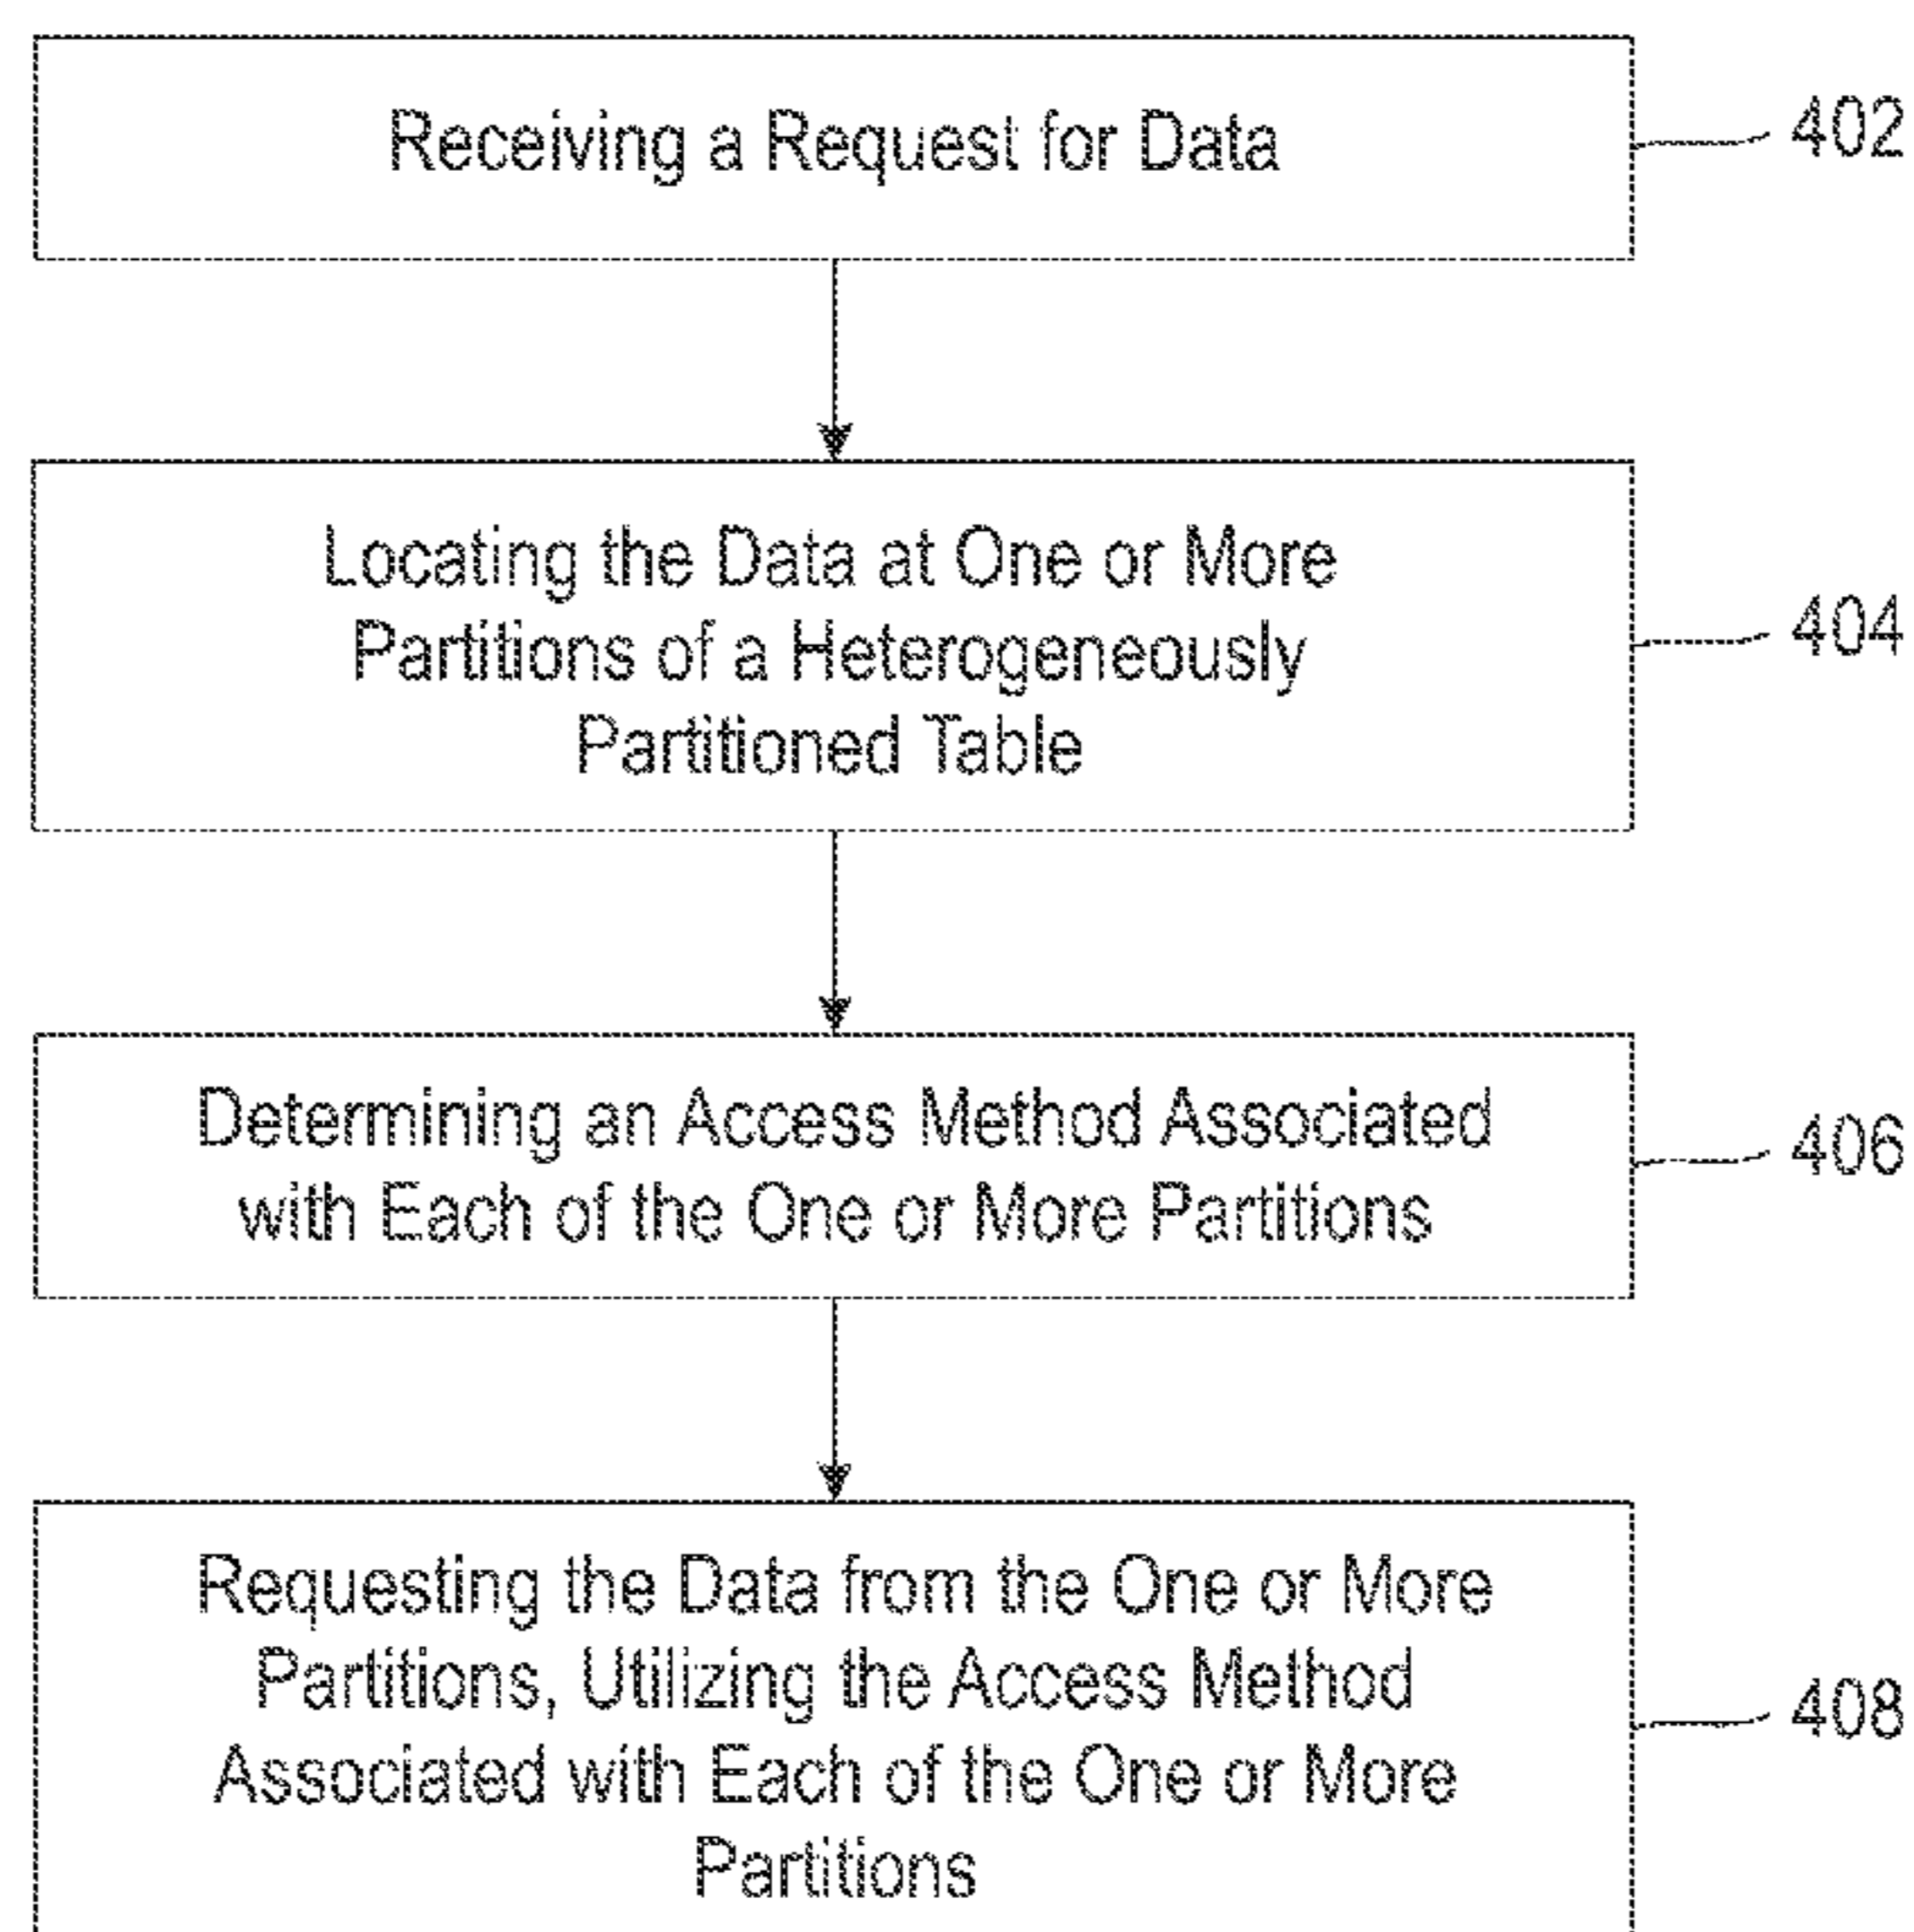 Receiving a Request for Data
402
Locating the Data at One or More
Partitions of a Heterogeneously
Partitioned Table
404
Determining an Access Method Associated
with Each of the One or More Partitions
406
Requesting the Data from the One or More
Partitions, Utilizing the Access Method
Associated with Each of the One or More
Partitions
408